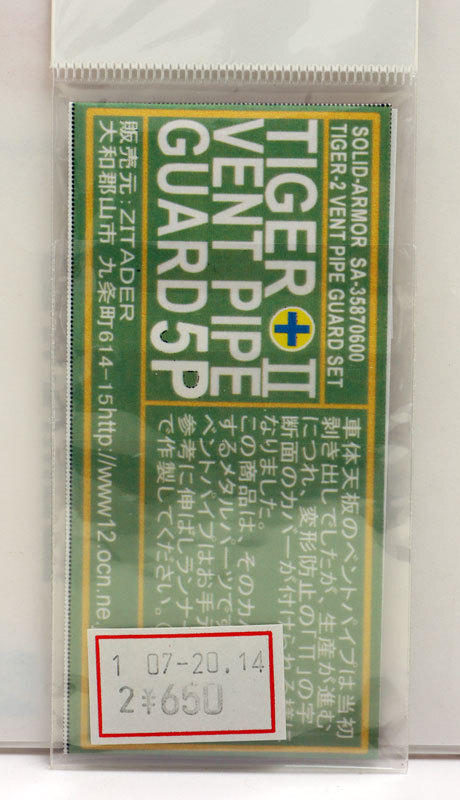 SOLID-ARMOR SA-35870600
TIGER-2 VENT PIPE GUARD SET
TIGER II
VENT PIPE
GUARD 5P
販売元:ZITADER
大和郡山市 九条町614-15http://www12.ocn.ne.
車体天板のベントパイプは当初
剥き出しでしたが、生産が進む
につれ、変形防止の「TT」の字
断面のカバーが付けられる様
なりました。
この商品は、そのカ
するメタルパーツで
ベントパイプはお手
参考に伸ばしランナ
で作製してください。
1 07-20.14
2 ¥650